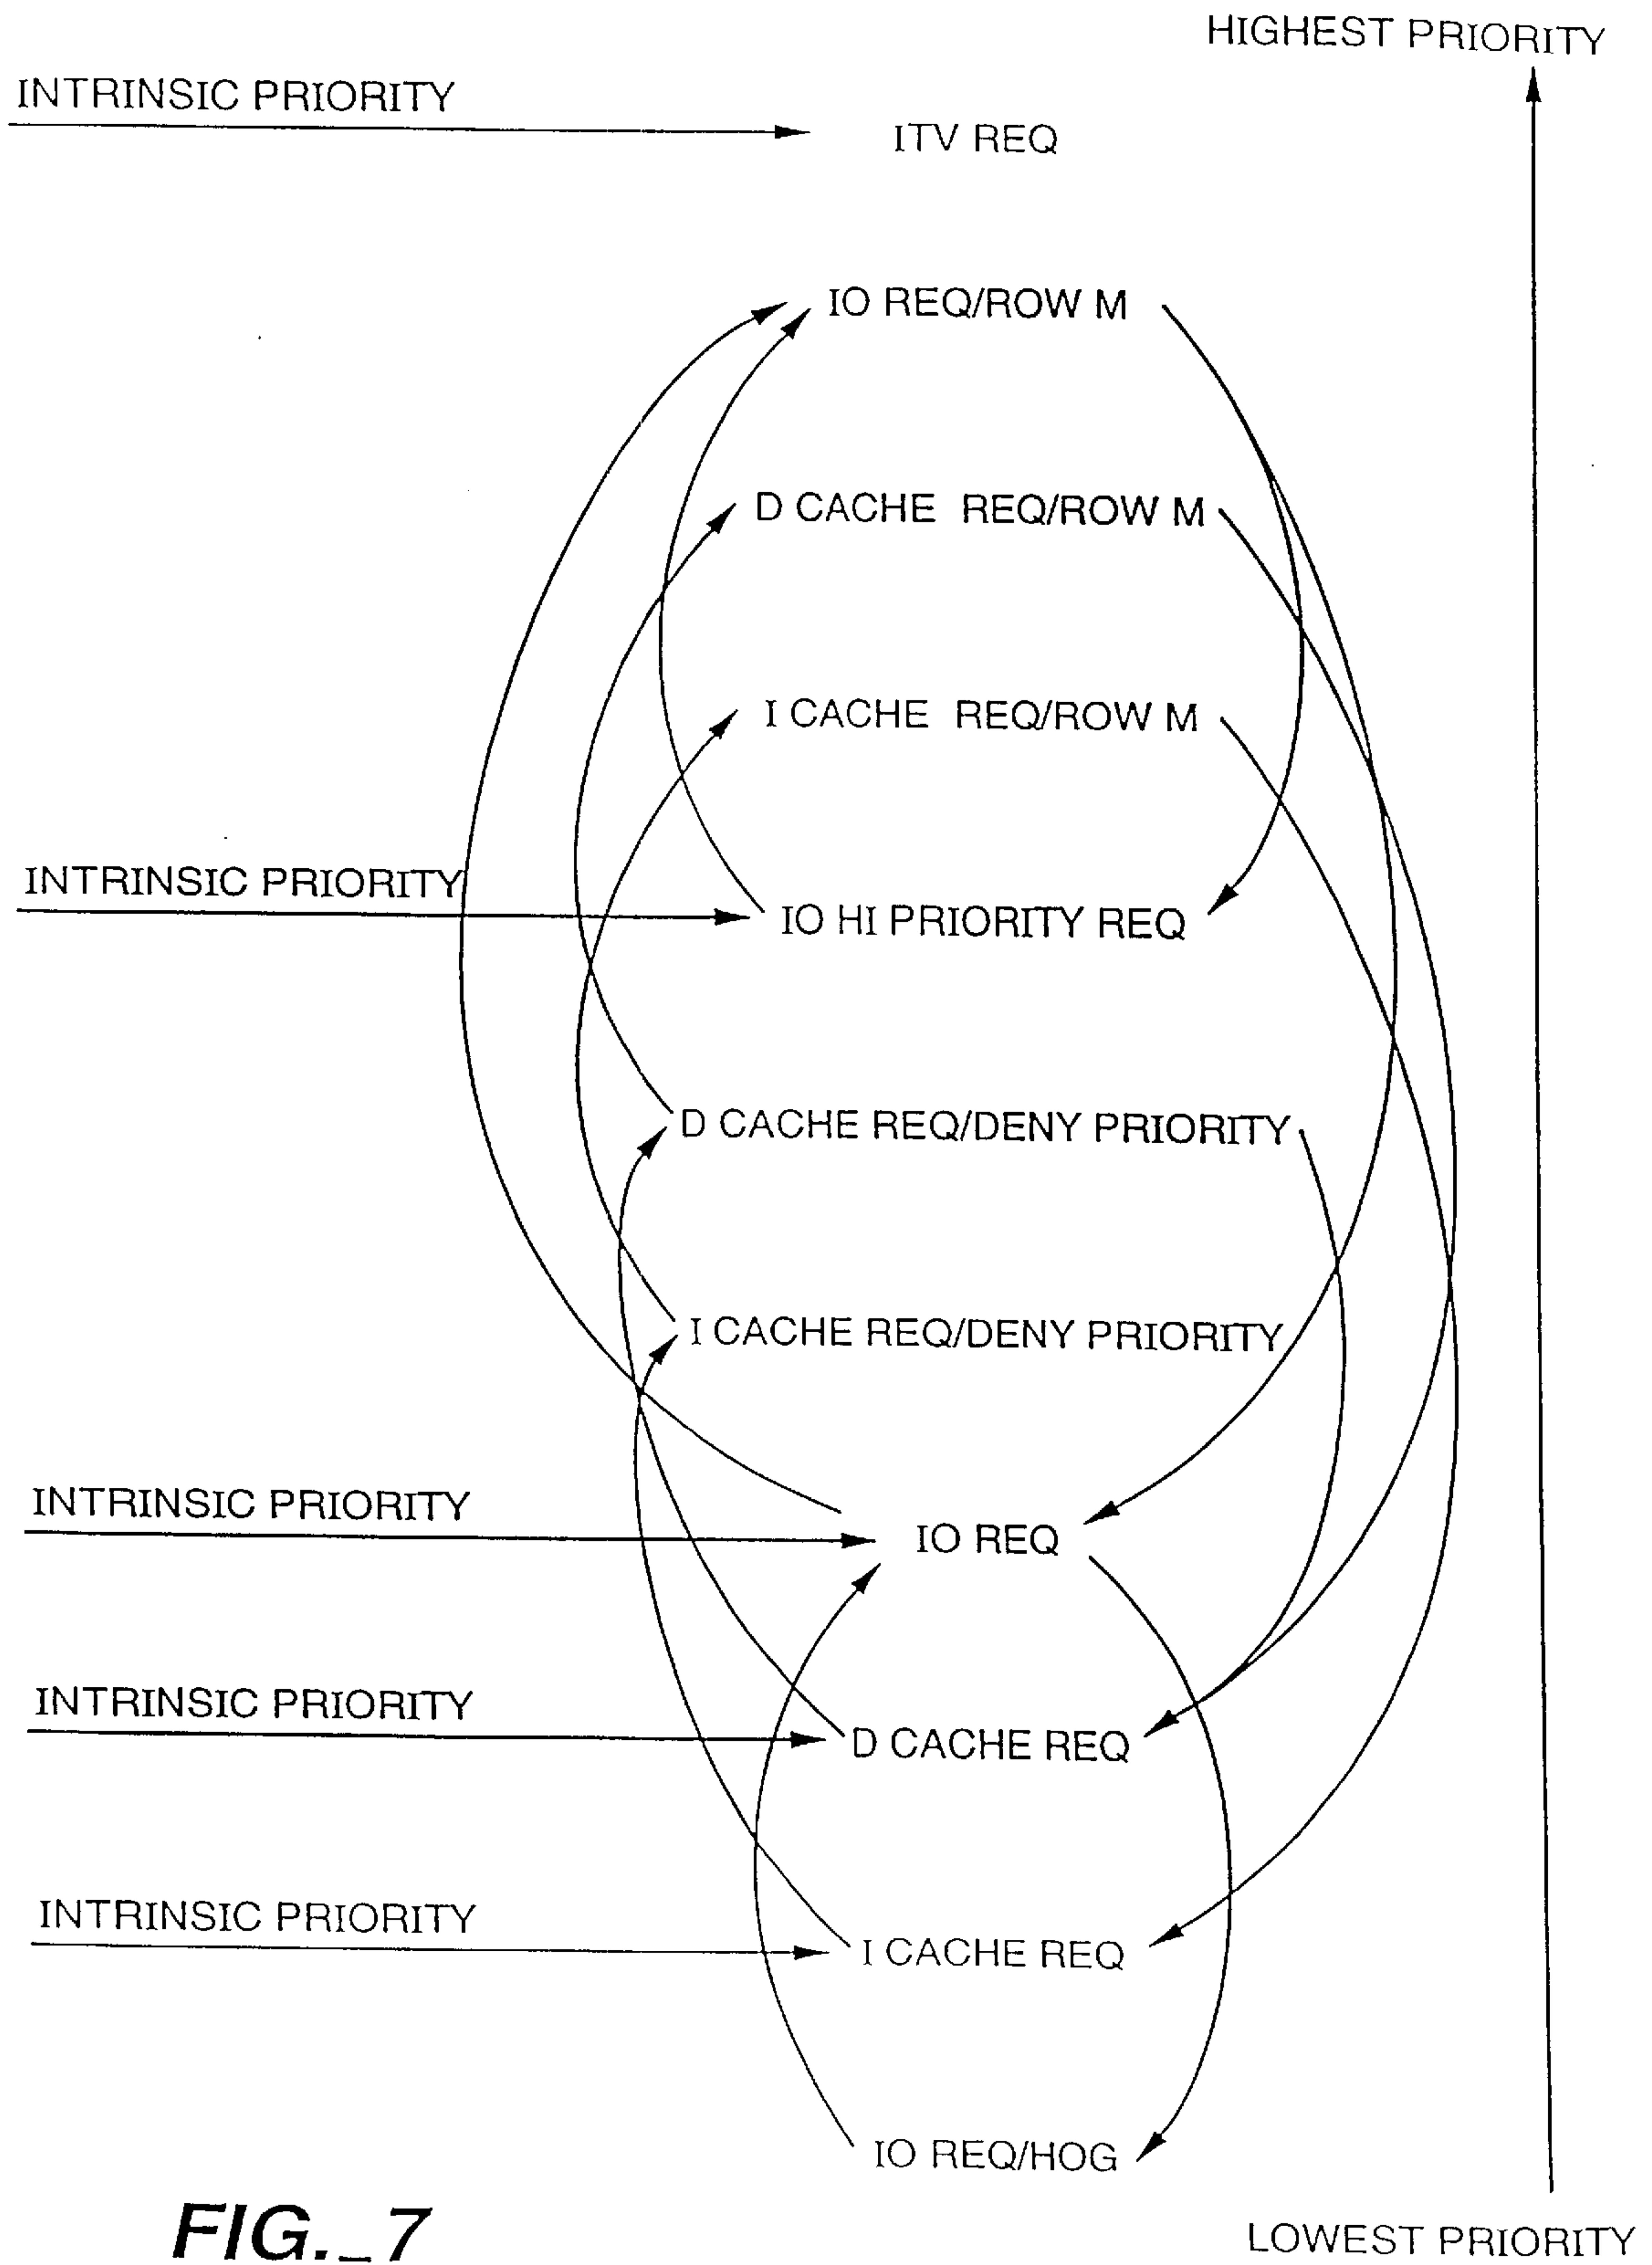 HIGHEST PRIORITY
INTRINSIC PRIORITY
ITV REQ
IO REQ/ROW M
D CACHE REQ/ROW M
I CACHE REQ/ROW M
INTRINSIC PRIORITY
IO HI PRIORITY REQ
D CACHE REQ/DENY PRIORITY
I CACHE REQ/DENY PRIORITY
INTRINSIC PRIORITY
IO REQ
INTRINSIC PRIORITY
D CACHE REQ
INTRINSIC PRIORITY
I CACHE REQ
IO REQ/HOG
FIG._7
LOWEST PRIORITY